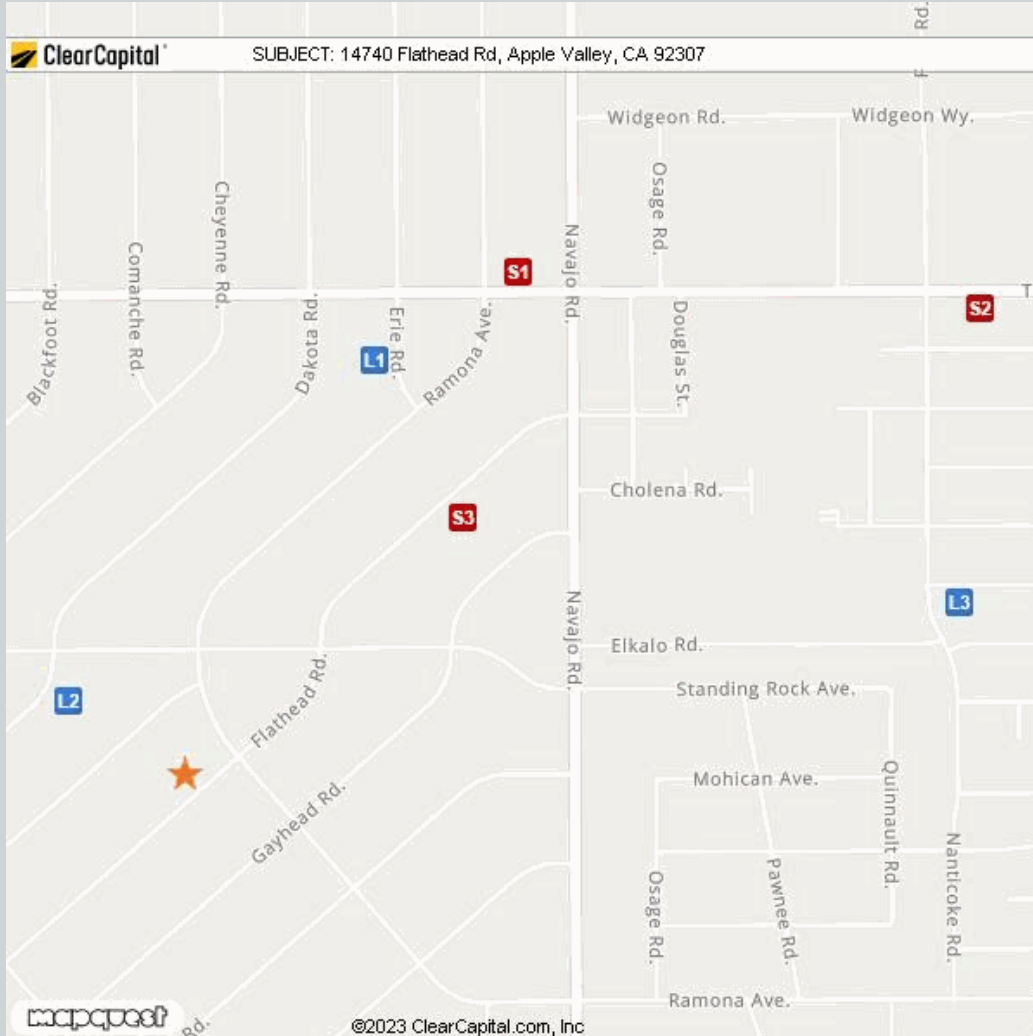 Rd.
ClearCapital
SUBJECT: 14740 Flathead Rd, Apple Valley, CA 92307
Widgeon Rd.
Widgeon Wy.
Osage Rd.
Cheyenne Rd.
Comanche Rd.
Navajo Rd.
S1
S2
Blackfoot Rd.
Dakota Rd.
Erie Rd.
Ramona Ave.
Douglas St.
L1
Cholena Rd.
S3
L3
Navajo Rd.
Elkalo Rd.
Flathead Rd.
Standing Rock Ave.
L2
Mohican Ave.
Quinnault Rd.
Gayhead Rd.
Nanticoke Rd.
Pawnee Rd.
Osage Rd.
Ramona Ave.
mapquest
Rd.
©2023 ClearCapital.com, Inc